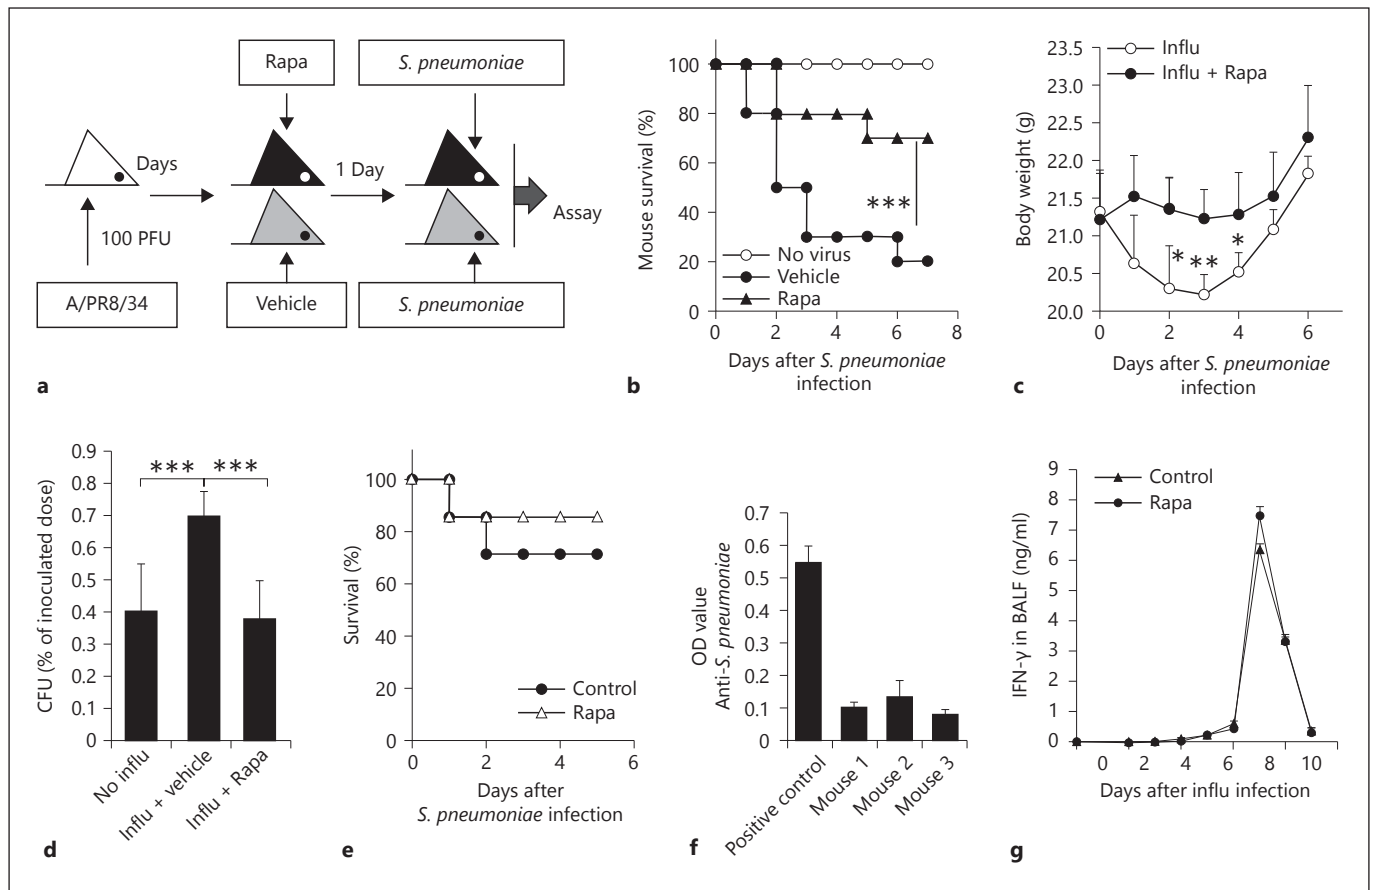 Rapa
S. pneumoniae
Days
1 Day
100 PFU
Assay
A/PR8/34
Vehicle
S. pneumoniae
a
Mouse survival (%)
100
80
60
40
20
0
***
No virus
Vehicle
Rapa
0 2 4 6 8
Days after S. pneumoniae
infection
b
Body weight (g)
23.5
23.0
22.5
22.0
21.5
21.0
20.5
20.0
Influ
Influ + Rapa
* ** *
0 2 4 6
Days after S. pneumoniae
infection
c
CFU (% of inoculated dose)
0.9
0.8
0.7
0.6
0.5
0.4
0.3
0.2
0.1
0
*** ***
No influ
Influ + vehicle
Influ + Rapa
d
Survival (%)
100
80
60
40
20
0
Control
Rapa
0 2 4 6
Days after
S. pneumoniae infection
e
OD value
Anti-S. pneumoniae
0.7
0.6
0.5
0.4
0.3
0.2
0.1
0
Positive control
Mouse 1
Mouse 2
Mouse 3
f
IFN-γ in BALF (ng/ml)
9
8
7
6
5
4
3
2
1
0
Control
Rapa
0 2 4 6 8 10
Days after influ infection
g